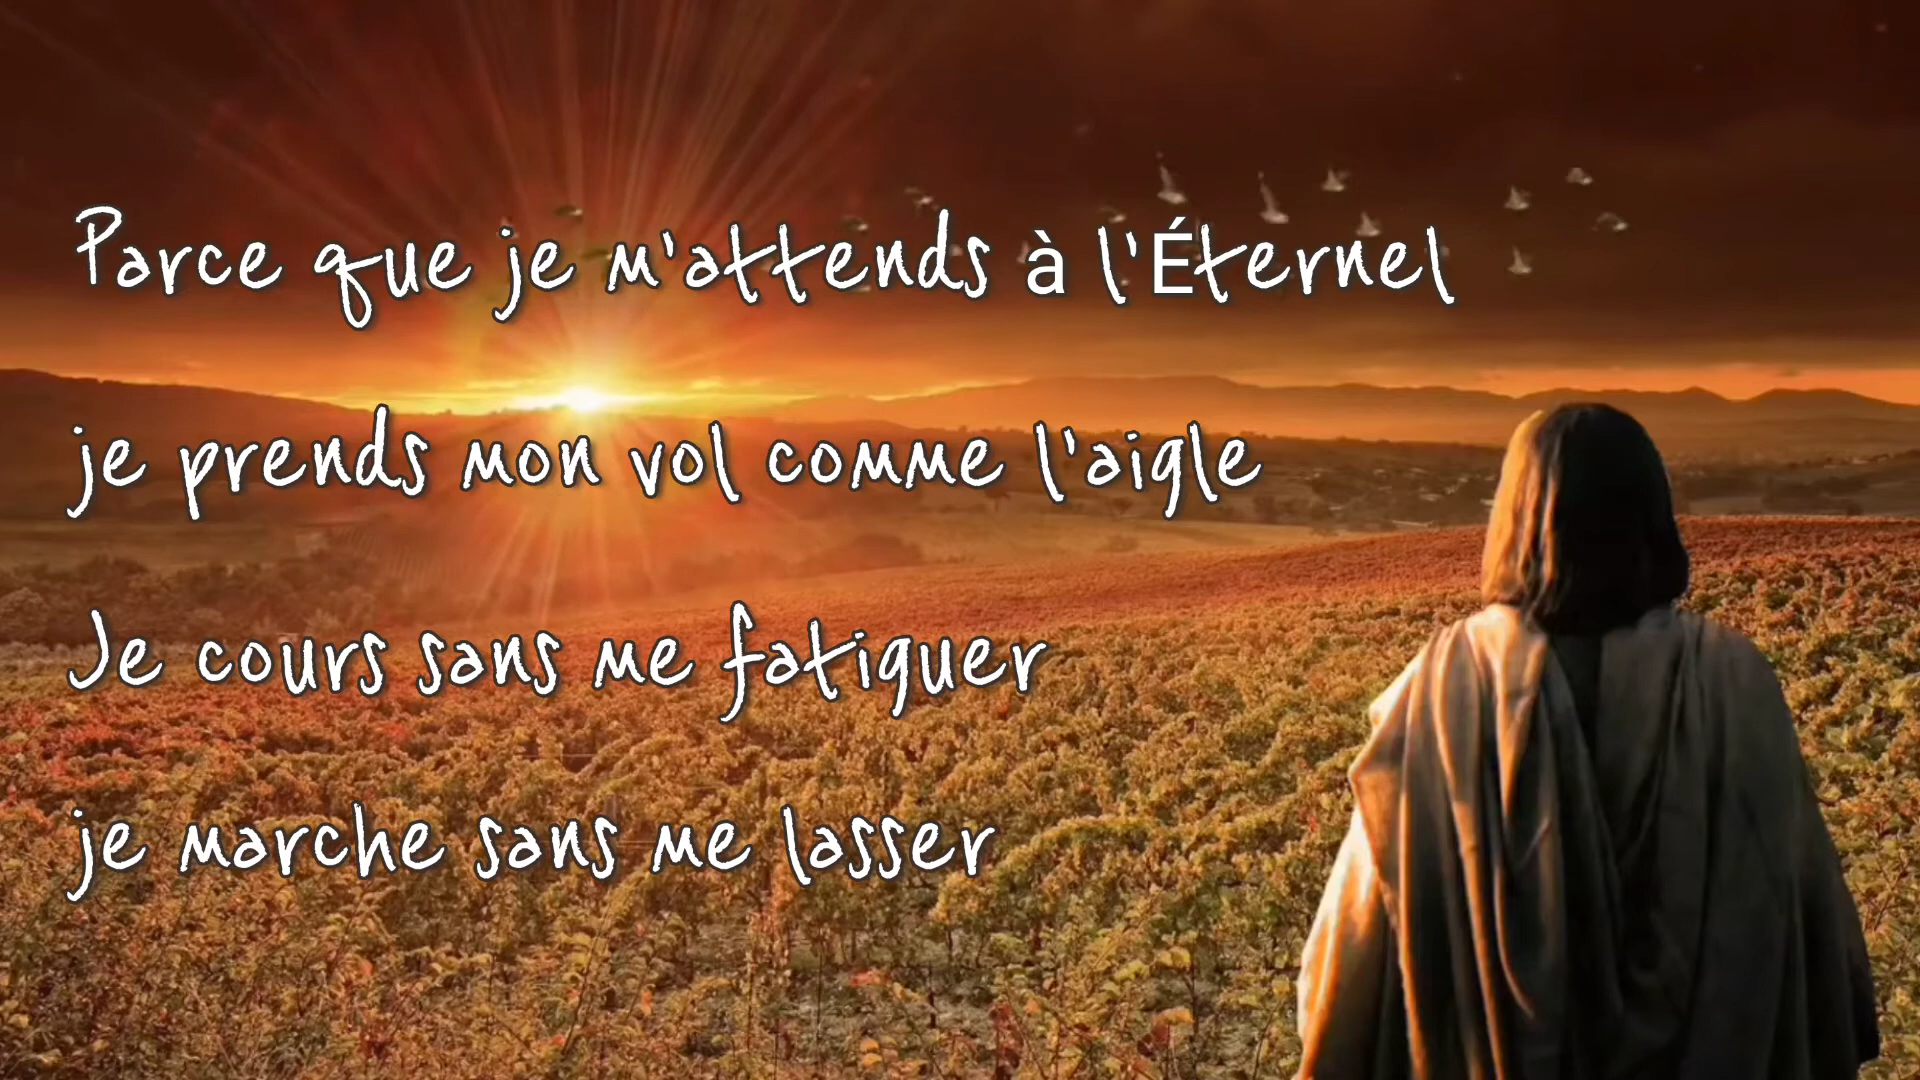 Parce que je m'attends à l'Éternel
je prends mon vol comme l'aigle
Je cours sans me fatiguer
je marche sans me lasser